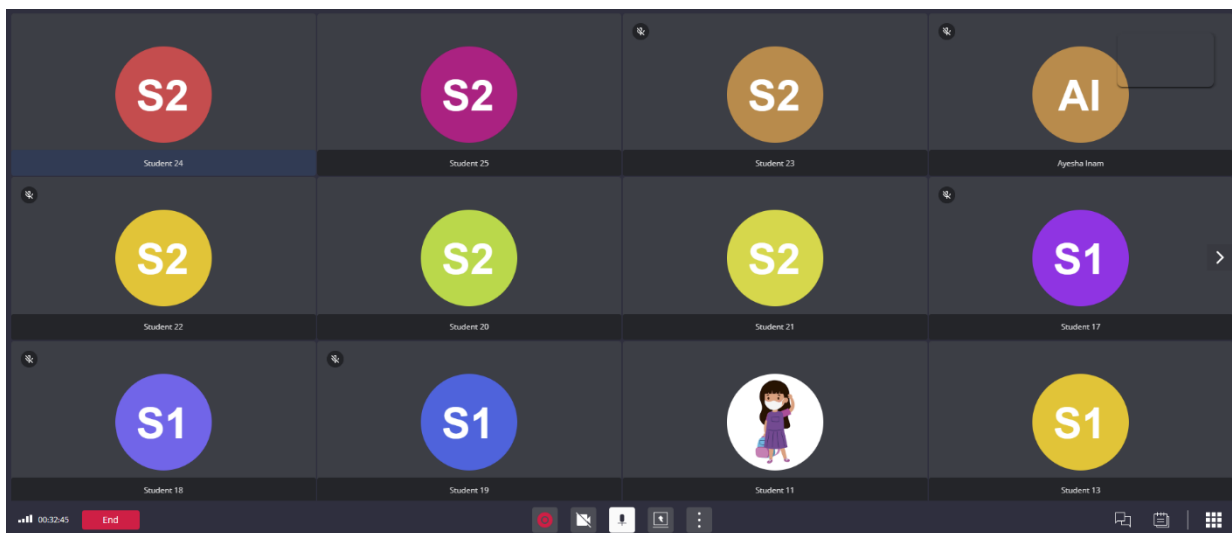 S2 S2 S2 AI
Student 24 Student 25 Student 23 Ayesha Inam
S2 S2 S2 S1
Student 22 Student 20 Student 21 Student 17
S1 S1 S1
Student 18 Student 19 Student 11 Student 13
00:32:45 End